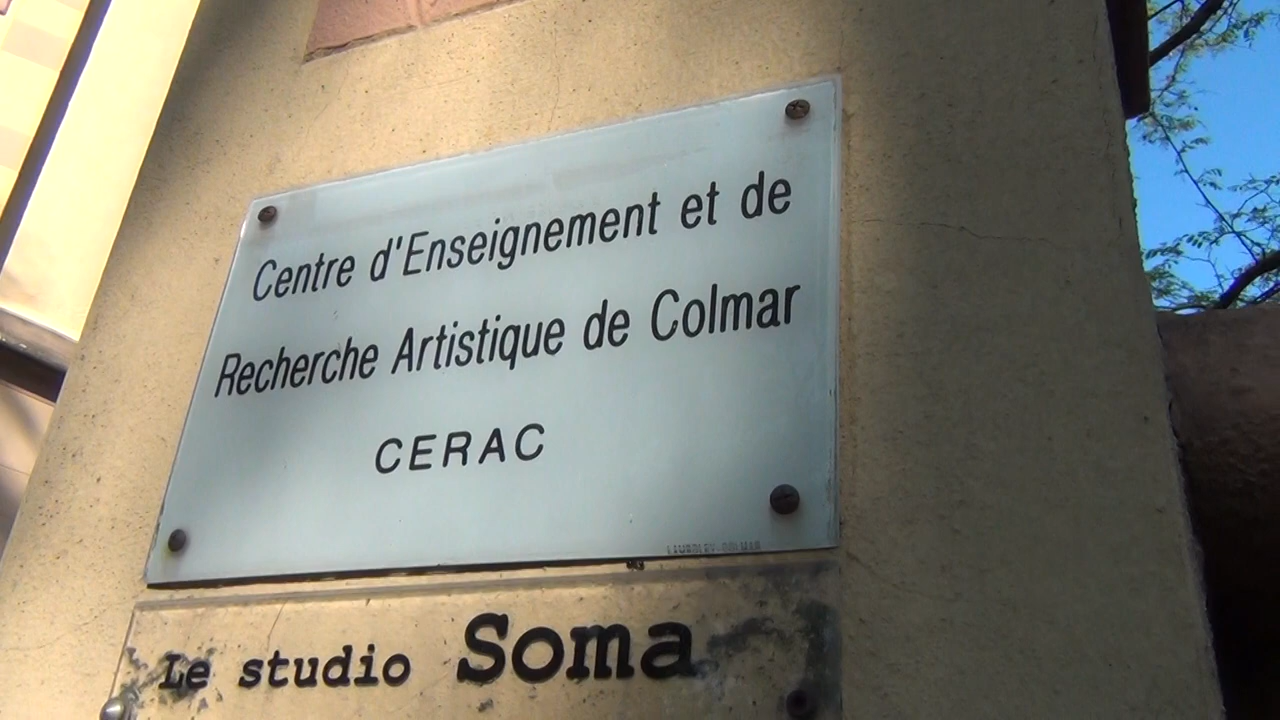 Centre d'Enseignement et de
Recherche Artistique de Colmar
CERAC
Le studio Soma